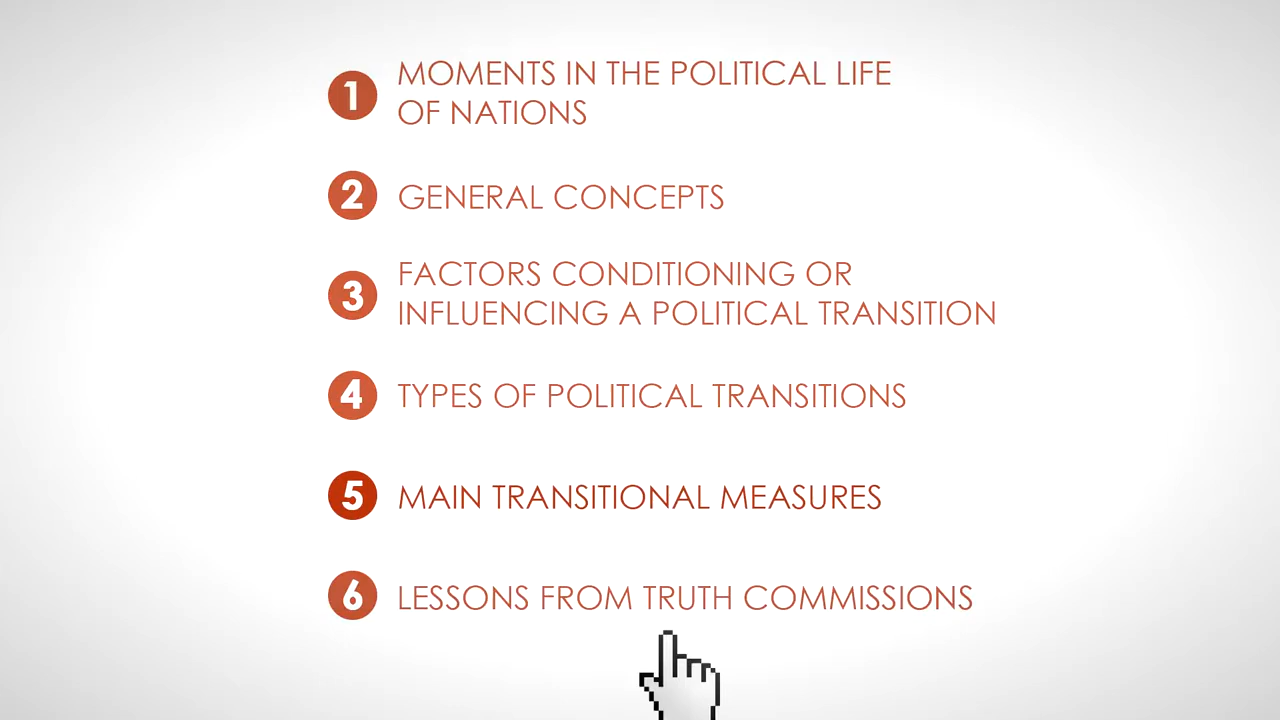 1 MOMENTS IN THE POLITICAL LIFE
OF NATIONS
2 GENERAL CONCEPTS
3 FACTORS CONDITIONING OR
INFLUENCING A POLITICAL TRANSITION
4 TYPES OF POLITICAL TRANSITIONS
5 MAIN TRANSITIONAL MEASURES
6 LESSONS FROM TRUTH COMMISSIONS